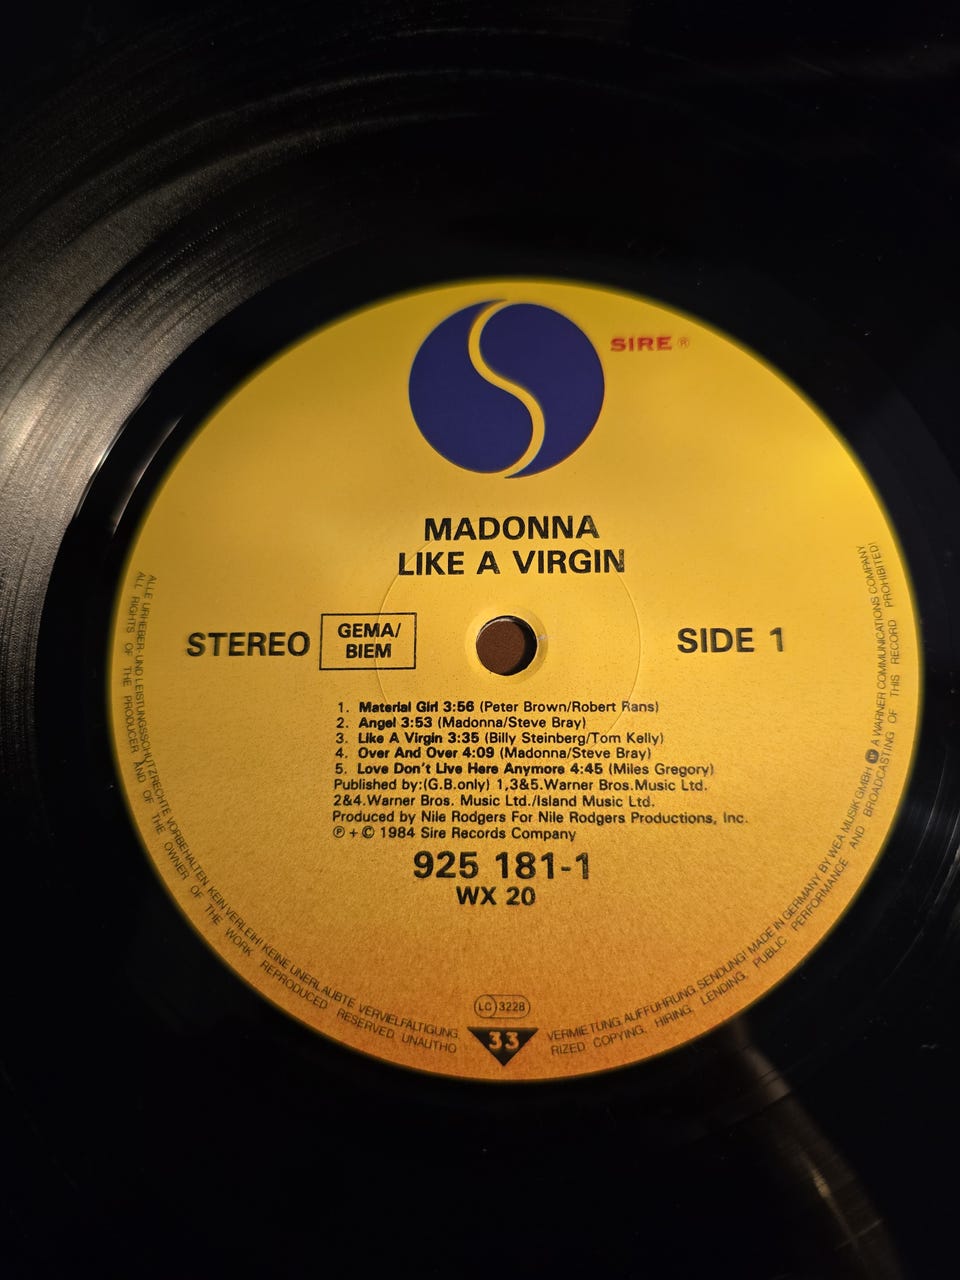 SIRE ®
MADONNA
LIKE A VIRGIN
STEREO
GEMA/
BIEM
SIDE 1
1. Material Girl 3:56 (Peter Brown/Robert Rans)
2. Angel 3:53 (Madonna/Steve Bray)
3. Like A Virgin 3:35 (Billy Steinberg/Tom Kelly)
4. Over And Over 4:09 (Madonna/Steve Bray)
5. Love Don't Live Here Anymore 4:45 (Miles Gregory)
Published by:(G.B.only) 1,3&5.Warner Bros.Music Ltd.
2&4.Warner Bros. Music Ltd./Island Music Ltd.
Produced by Nile Rodgers For Nile Rodgers Productions, Inc.
℗ + © 1984 Sire Records Company
925 181-1
WX 20
LC 3228
33
ALLE URHEBER- UND LEISTUNGSSCHUTZRECHTE VORBEHALTEN KEIN VERLEIH! KEINE UNERLAUBTE VERVIELFÄLTIGUNG, VERMIETUNG, AUFFÜHRUNG, SENDUNG! MADE IN GERMANY BY WEA MUSIK GMBH A WARNER COMMUNICATIONS COMPANY
ALL RIGHTS OF THE PRODUCER AND OF THE OWNER OF THE WORK REPRODUCED RESERVED. UNAUTHORIZED COPYING, HIRING, LENDING, PUBLIC PERFORMANCE AND BROADCASTING OF THIS RECORD PROHIBITED!